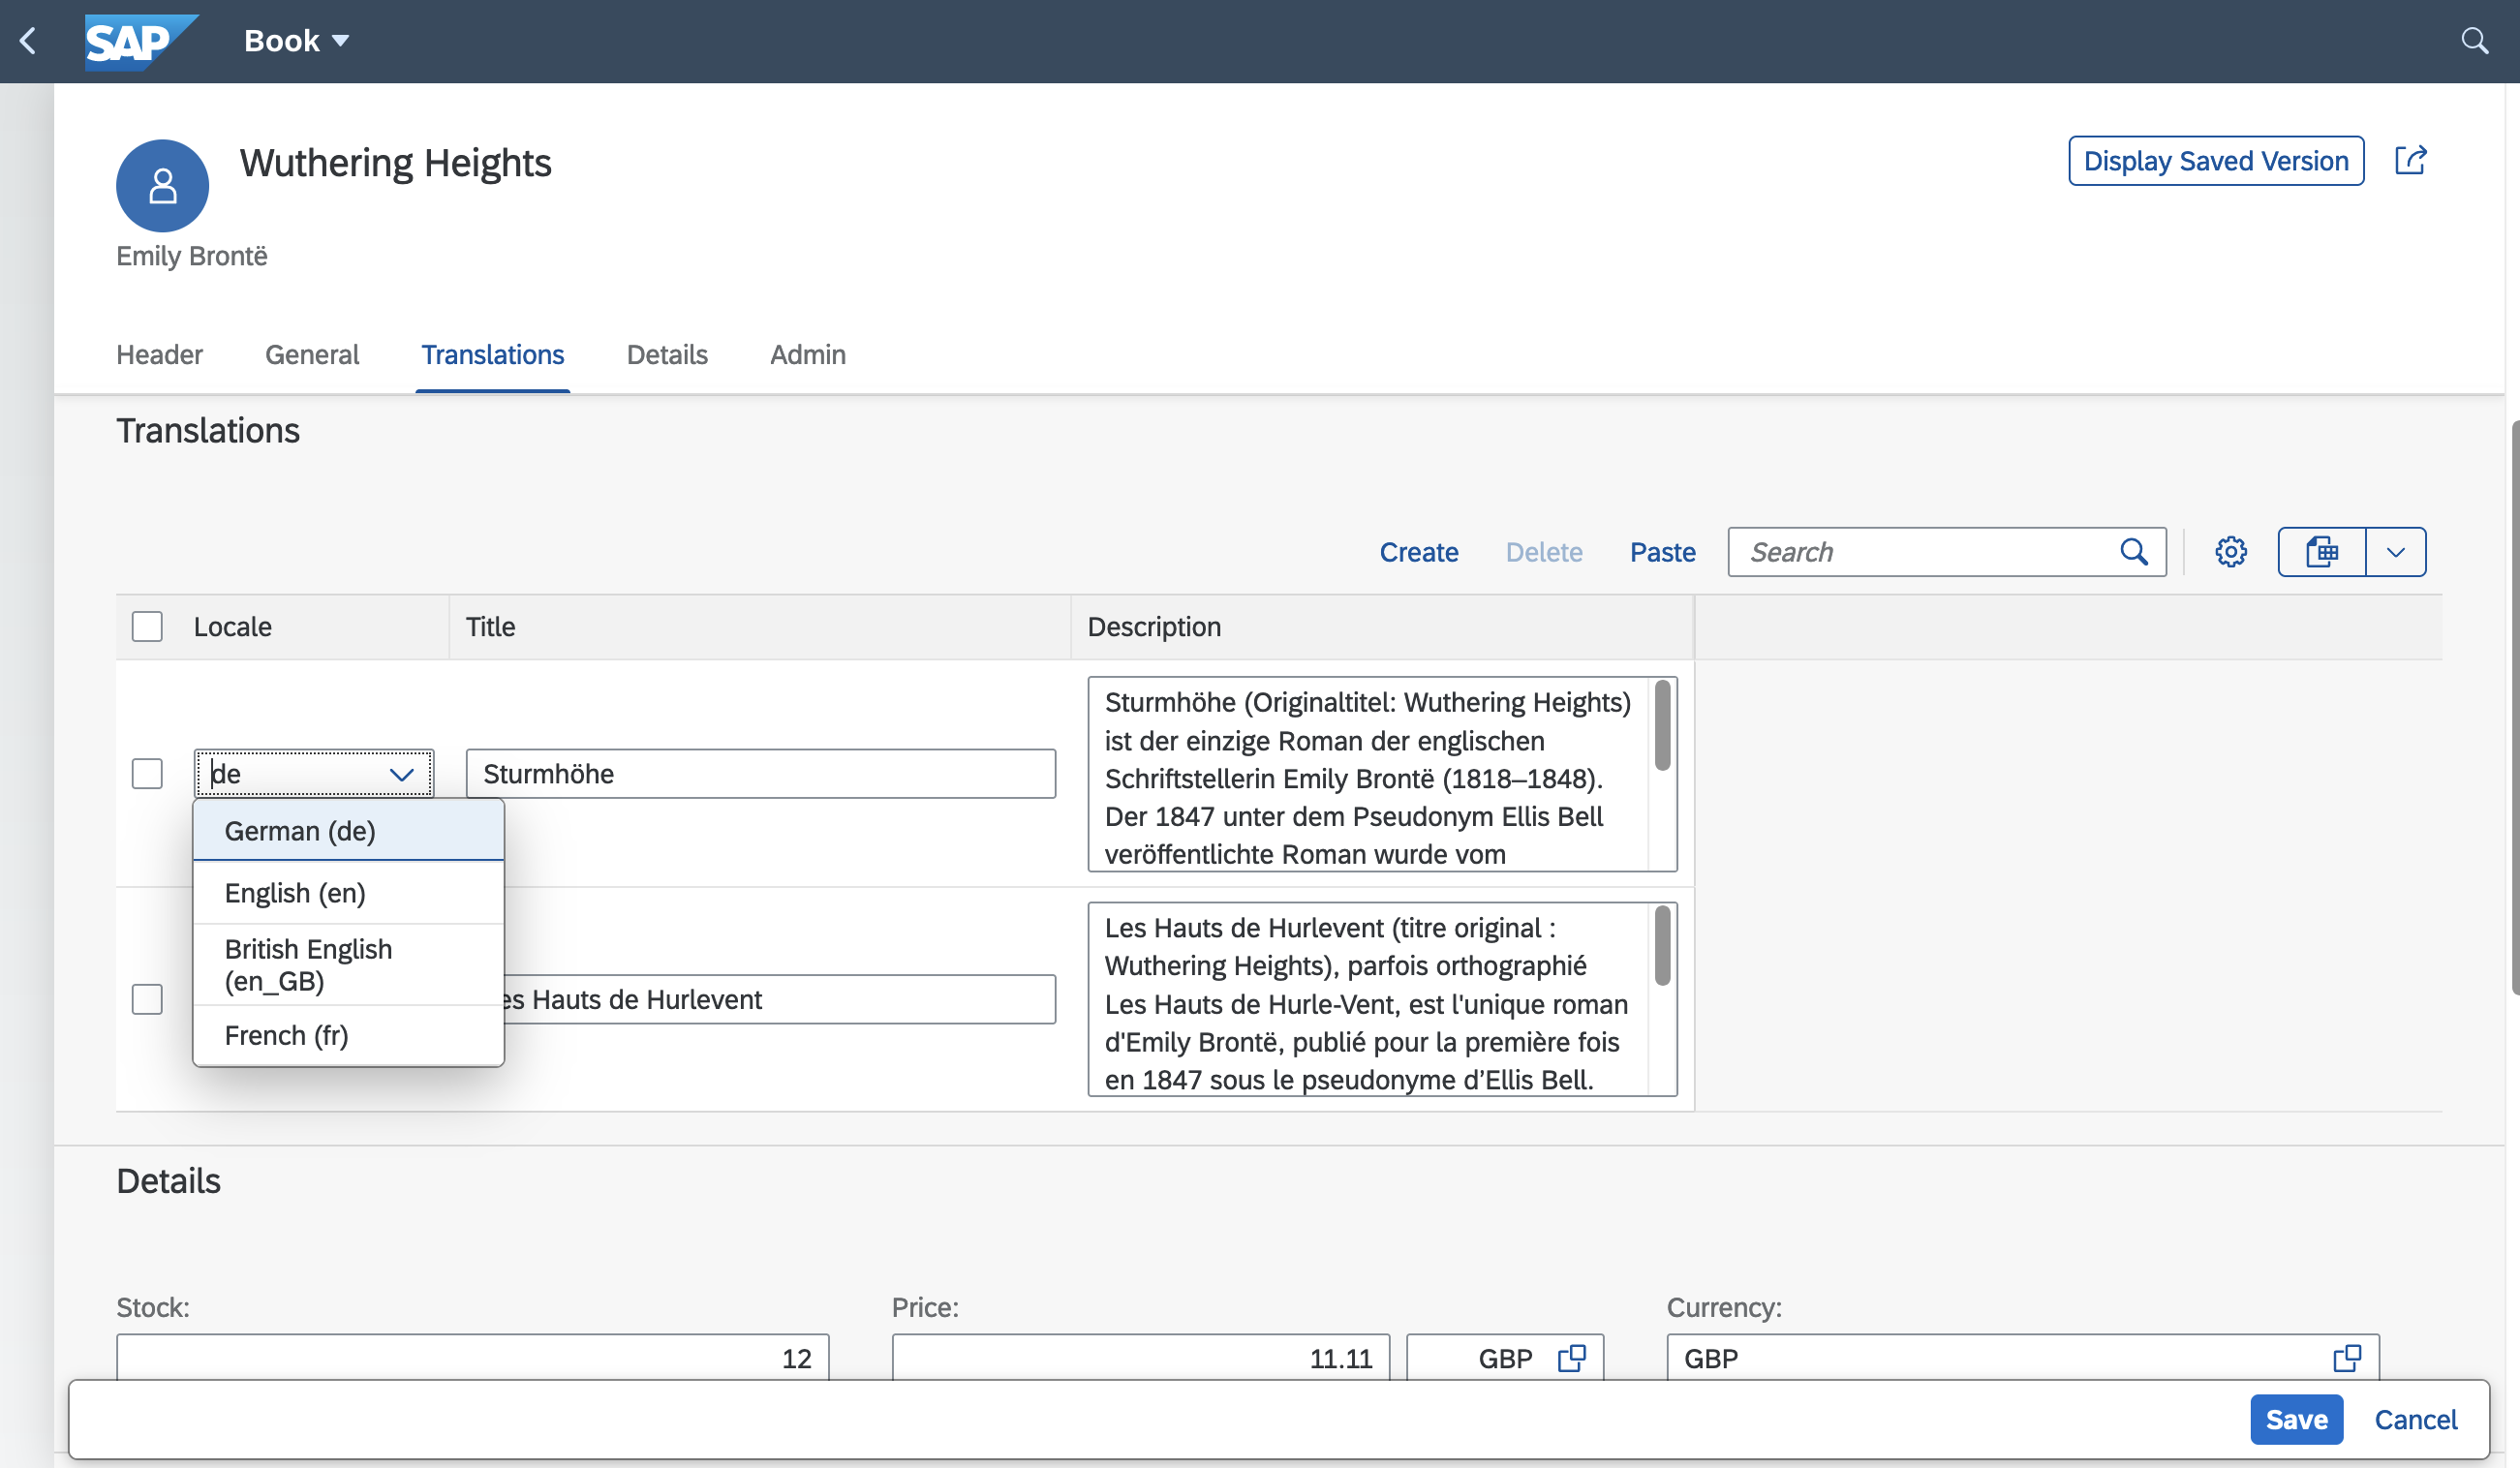 SAP Book
Wuthering Heights
Display Saved Version
Emily Brontë
Header General Translations Details Admin
Translations
Create Delete Paste Search
Locale Title Description
de
Sturmhöhe
Sturmhöhe (Originaltitel: Wuthering Heights)
ist der einzige Roman der englischen
Schriftstellerin Emily Brontë (1818–1848).
Der 1847 unter dem Pseudonym Ellis Bell
veröffentlichte Roman wurde vom
German (de)
English (en)
British English
(en_GB)
French (fr)
es Hauts de Hurlevent
Les Hauts de Hurlevent (titre original :
Wuthering Heights), parfois orthographié
Les Hauts de Hurle-Vent, est l'unique roman
d'Emily Brontë, publié pour la première fois
en 1847 sous le pseudonyme d’Ellis Bell.
Details
Stock: Price: Currency:
12 11.11 GBP GBP
Save Cancel